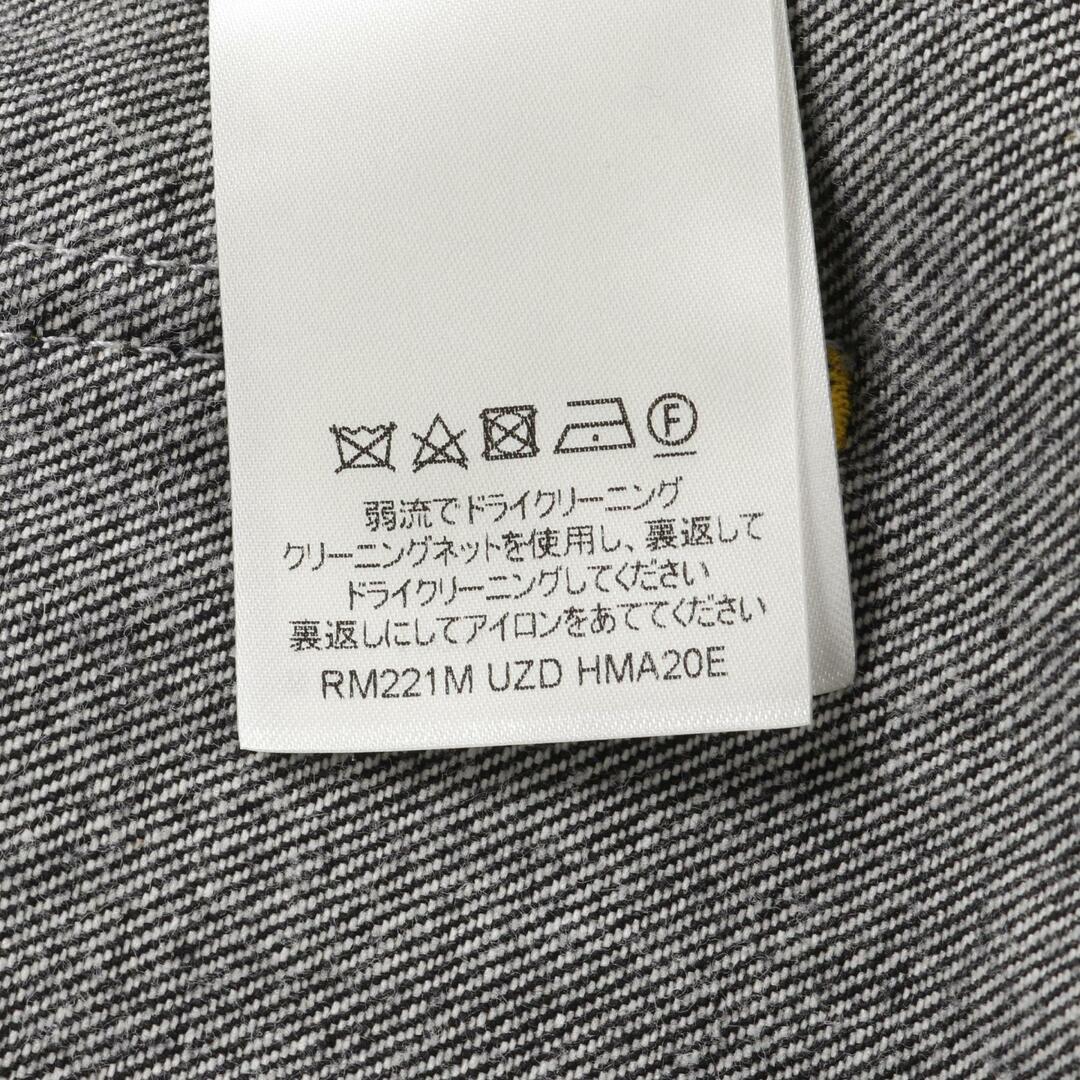 F
弱流でドライクリーニング
クリーニングネットを使用し、裏返して
ドライクリーニングしてください
裏返しにしてアイロンをあててください
RM221M UZD HMA20E